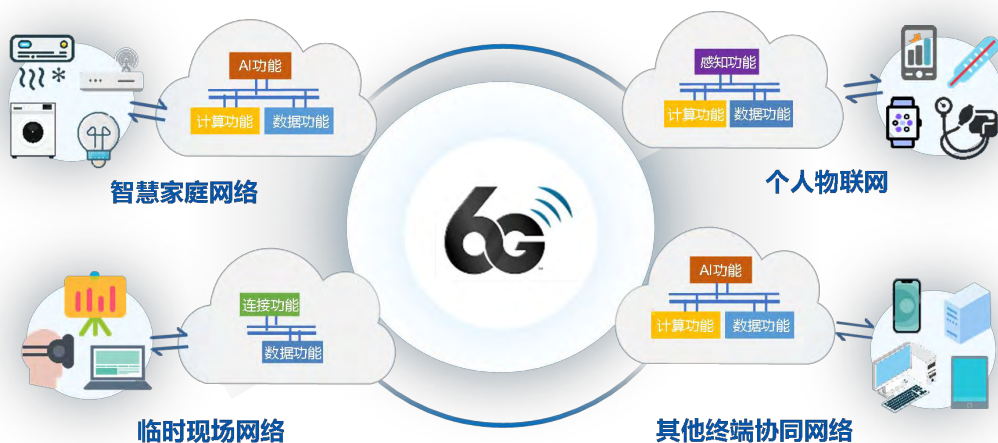 AI功能
计算功能
数据功能
智慧家庭网络
感知功能
计算功能
数据功能
个人物联网
6G
连接功能
数据功能
临时现场网络
AI功能
计算功能
数据功能
其他终端协同网络